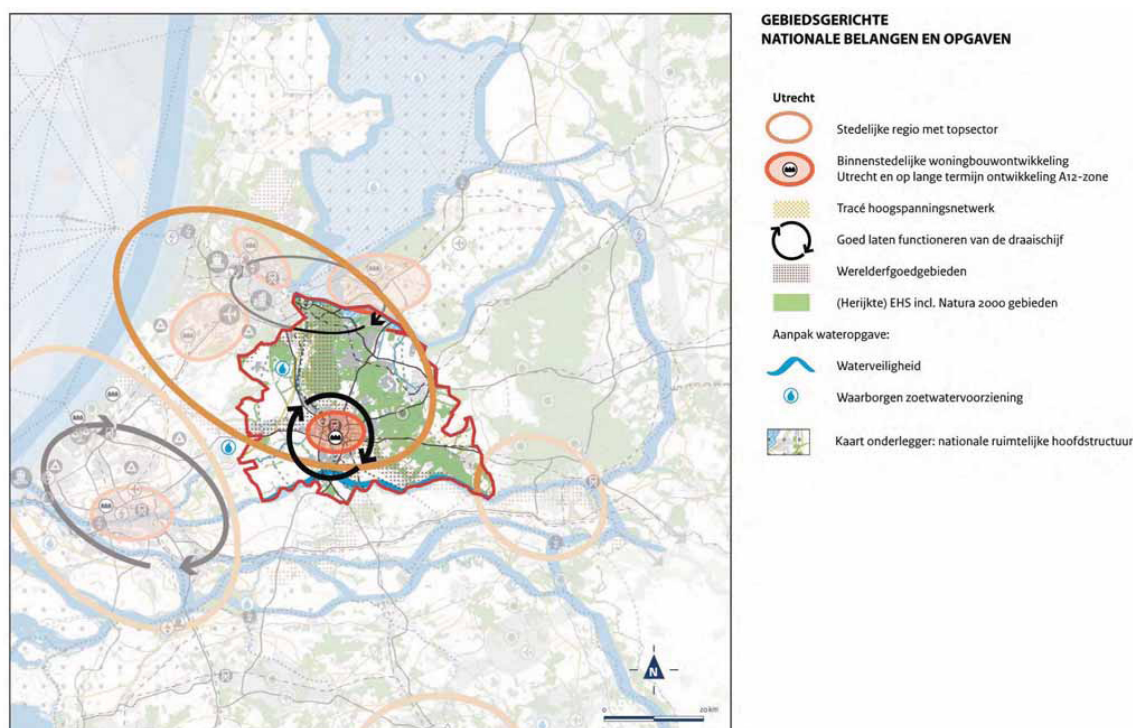 GEBIEDSGERICHTE
NATIONALE BELANGEN EN OPGAVEN
Utrecht
Stedelijke regio met topsector
Binnenstedelijke woningbouwontwikkeling
Utrecht en op lange termijn ontwikkeling A12-zone
Tracé hoogspanningsnetwerk
Goed laten functioneren van de draaischijf
Werelderfgoedgebieden
(Herijkte) EHS incl. Natura 2000 gebieden
Aanpak wateropgave:
Waterveiligheid
Waarborgen zoetwatervoorziening
Kaart onderlegger: nationale ruimtelijke hoofdstructuur
N
0 20 km